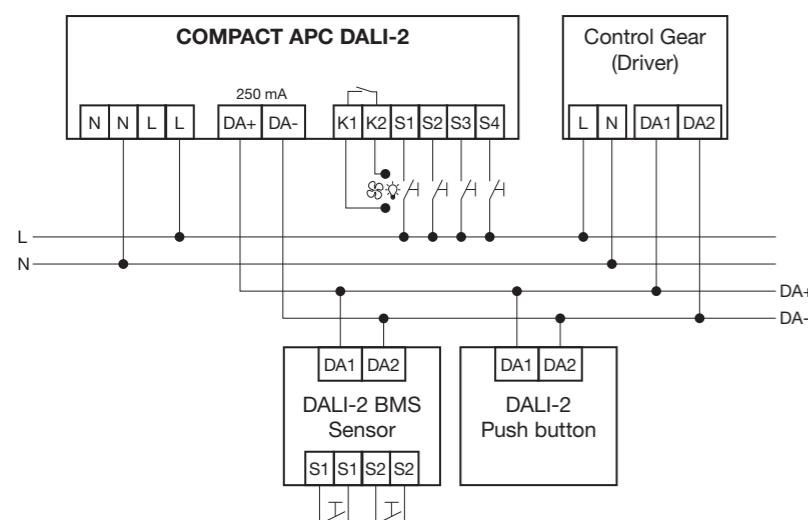 COMPACT APC DALI-2
250 mA
N N L L DA+ DA- K1 K2 S1 S2 S3 S4
Control Gear
(Driver)
L N DA1 DA2
L
N
DA+
DA-
DA1 DA2
DALI-2 BMS
Sensor
S1 S1 S2 S2
DA1 DA2
DALI-2
Push button